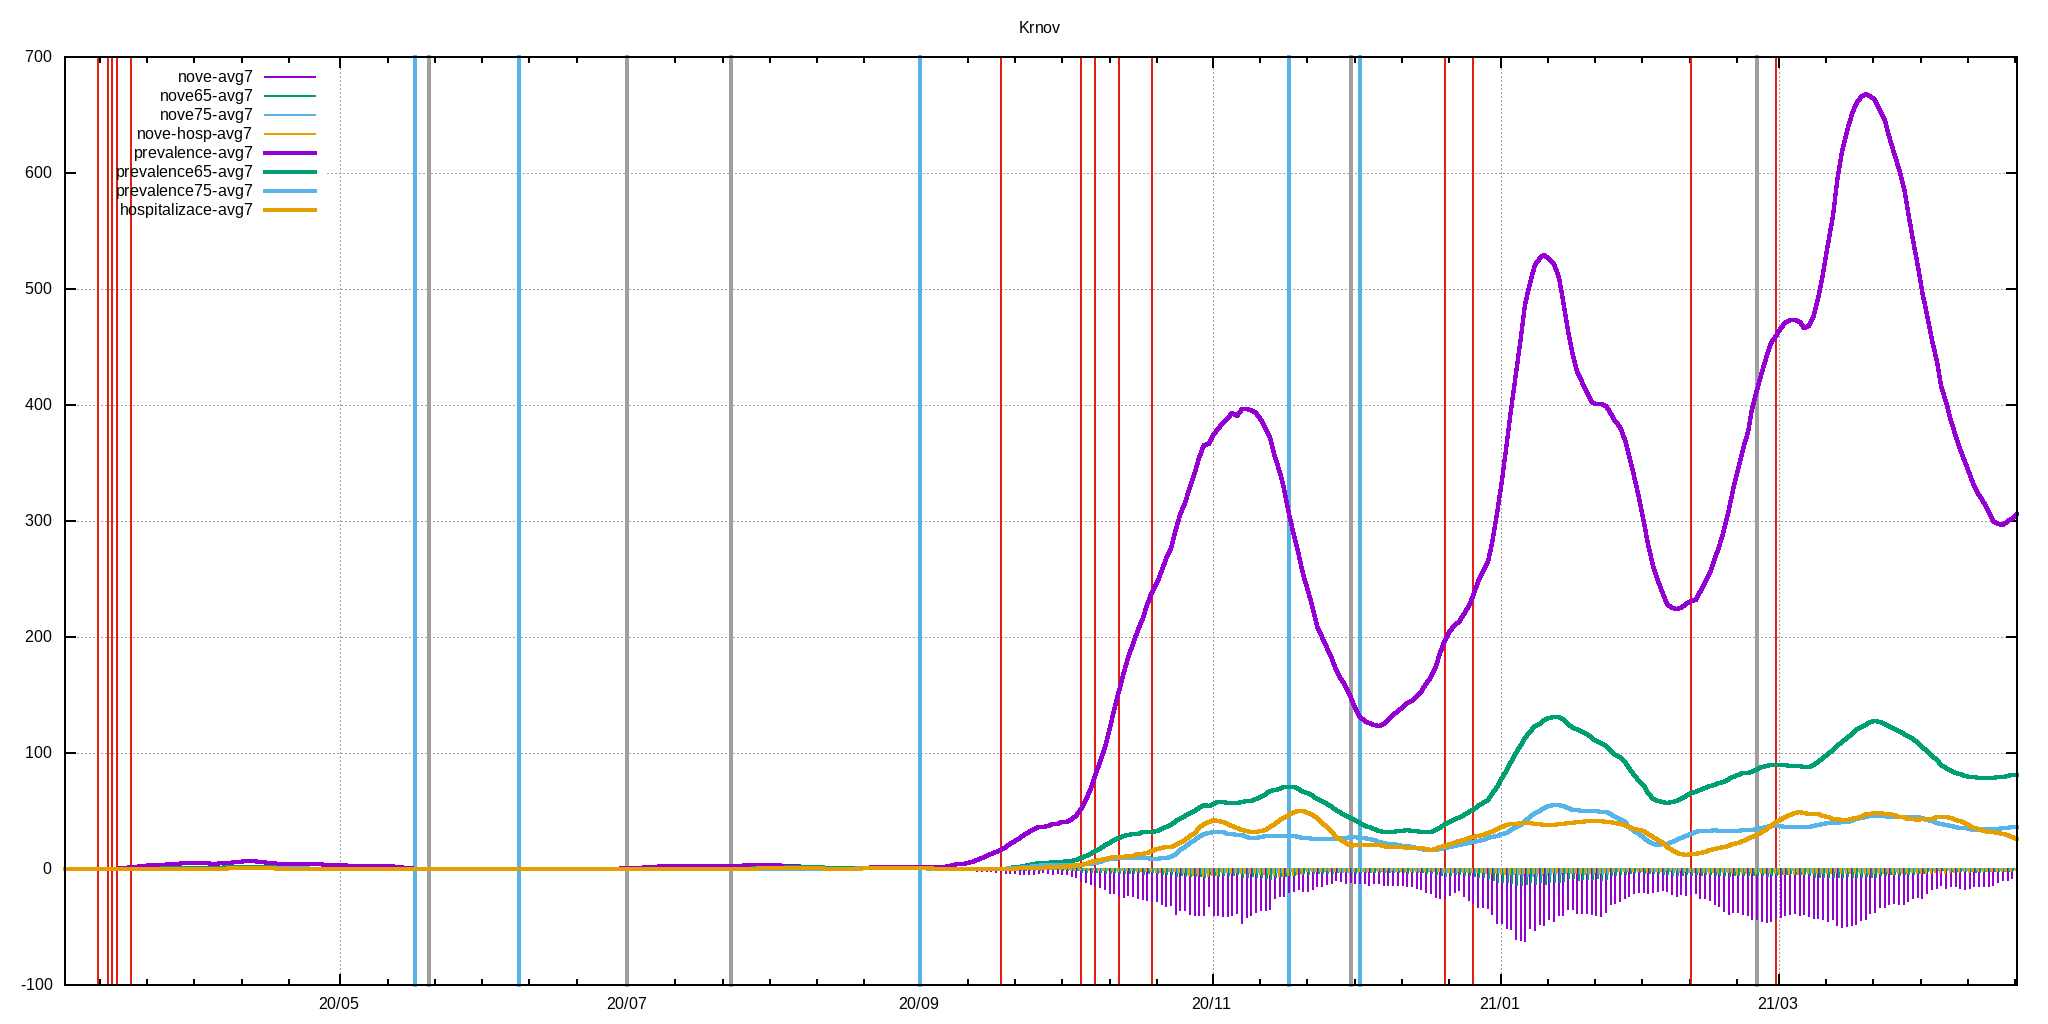 Krnov
700
600
500
400
300
200
100
0
-100
nove-avg7
nove65-avg7
nove75-avg7
nove-hosp-avg7
prevalence-avg7
prevalence65-avg7
prevalence75-avg7
hospitalizace-avg7
20/05
20/07
20/09
20/11
21/01
21/03